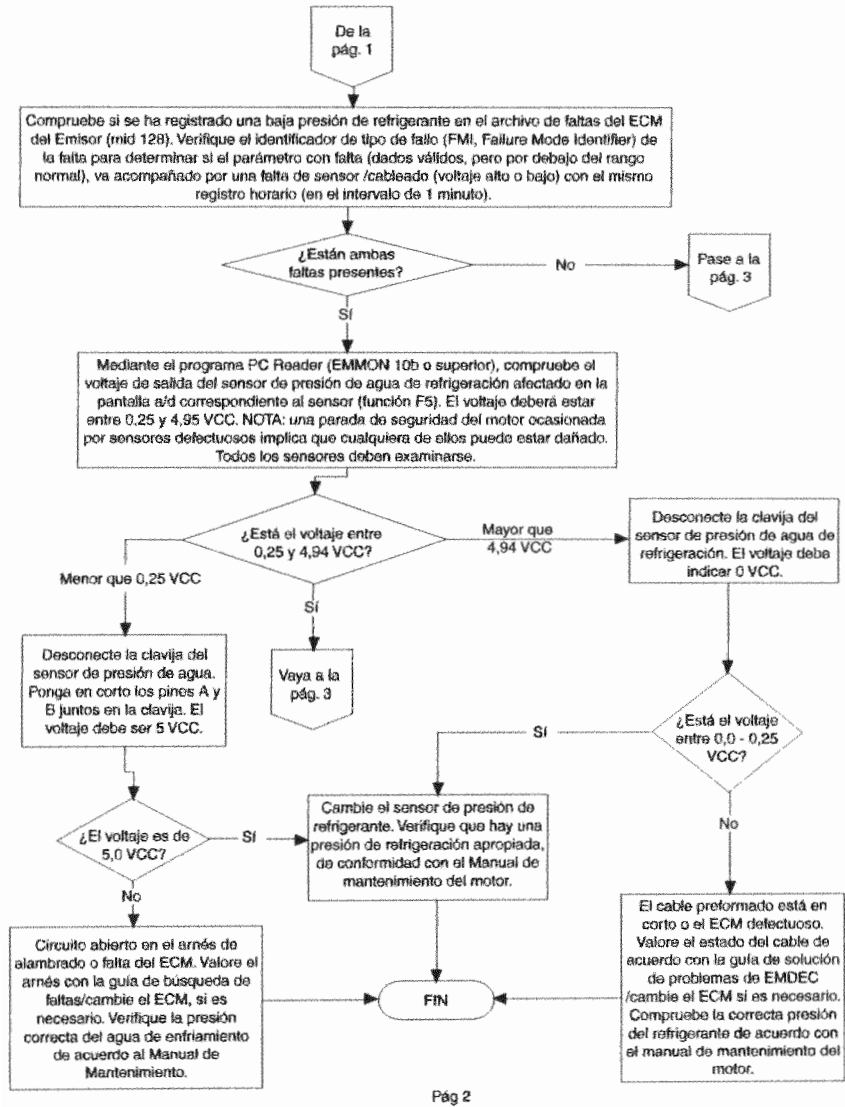 De la
pág. 1
Compruebe si se ha registrado una baja presión de refrigerante en el archivo de faltas del ECM
del Emisor (mid 128). Verifique el identificador de tipo de fallo (FMI, Failure Mode Identifier) de
la falta para determinar si el parámetro con falta (dados válidos, pero por debajo del rango
normal), va acompañado por una falta de sensor /cableado (voltaje alto o bajo) con el mismo
registro horario (en el intervalo de 1 minuto).
¿Están ambas
faltas presentes?
No
Pase a la
pág. 3
Sí
Mediante el programa PC Reader (EMMON 10b o superior), compruebe el
voltaje de salida del sensor de presión de agua de refrigeración afectado en la
pantalla a/d correspondiente al sensor (función F5). El voltaje deberá estar
entre 0,25 y 4,95 VCC. NOTA: una parada de seguridad del motor ocasionada
por sensores defectuosos implica que cualquiera de ellos puede estar dañado.
Todos los sensores deben examinarse.
¿Está el voltaje entre
0,25 y 4,94 VCC?
Mayor que
4,94 VCC
Desconecte la clavija del
sensor de presión de agua de
refrigeración. El voltaje debe
indicar 0 VCC.
Menor que 0,25 VCC
Sí
Desconecte la clavija del
sensor de presión de agua.
Ponga en corto los pines A y
B juntos en la clavija. El
voltaje debe ser 5 VCC.
Vaya a la
pág. 3
¿Está el voltaje
entre 0,0 - 0,25
VCC?
Sí
No
¿El voltaje es de
5,0 VCC?
Sí
Cambie el sensor de presión de
refrigerante. Verifique que hay una
presión de refrigeración apropiada,
de conformidad con el Manual de
mantenimiento del motor.
No
Circuito abierto en el arnés de
alambrado o falta del ECM. Valore el
arnés con la guía de búsqueda de
faltas/cambie el ECM, si es
necesario. Verifique la presión
correcta del agua de enfriamiento
de acuerdo al Manual de
Mantenimiento.
FIN
El cable preformado está en
corto o el ECM defectuoso.
Valore el estado del cable de
acuerdo con la guía de solución
de problemas de EMDEC
/cambie el ECM si es necesario.
Compruebe la correcta presión
del refrigerante de acuerdo con
el manual de mantenimiento del
motor.
Pág 2